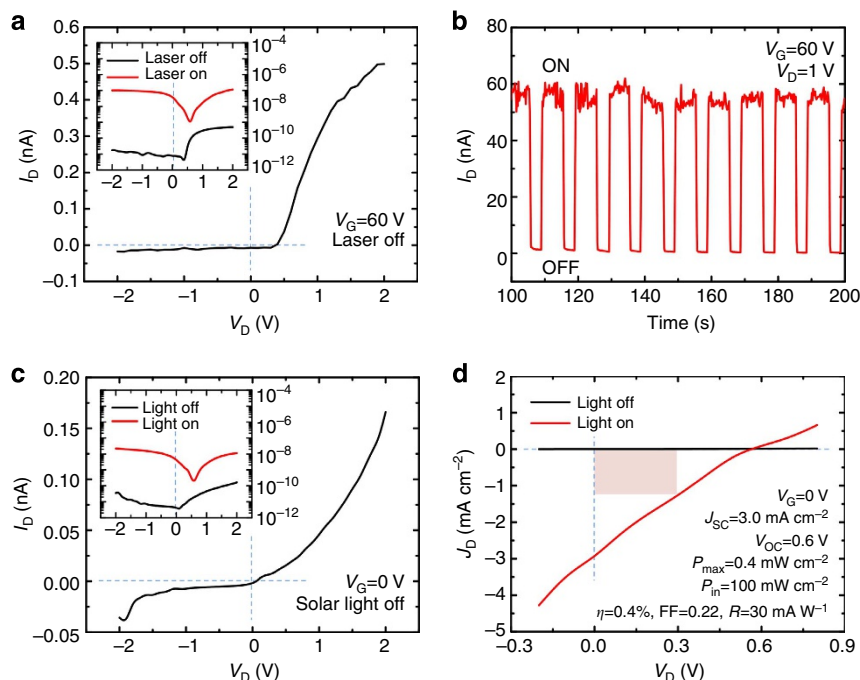 a
0.6
0.5
0.4
0.3
0.2
0.1
0.0
−0.1
I_D (nA)
Laser off
Laser on
10⁻⁴
10⁻⁶
10⁻⁸
10⁻¹⁰
10⁻¹²
−2 −1 0 1 2
V_G=60 V
Laser off
−2 −1 0 1 2
V_D (V)
b
80
60
40
20
0
I_D (nA)
ON
V_G=60 V
V_D=1 V
OFF
100 120 140 160 180 200
Time (s)
c
0.20
0.15
0.10
0.05
0.00
−0.05
I_D (nA)
Light off
Light on
10⁻⁴
10⁻⁶
10⁻⁸
10⁻¹⁰
10⁻¹²
−2 −1 0 1 2
V_G=0 V
Solar light off
−2 −1 0 1 2
V_D (V)
d
2
1
0
−1
−2
−3
−4
−5
J_D (mA cm⁻²)
Light off
Light on
V_G=0 V
J_SC=3.0 mA cm⁻²
V_OC=0.6 V
P_max=0.4 mW cm⁻²
P_in=100 mW cm⁻²
η=0.4%, FF=0.22, R=30 mA W⁻¹
−0.3 0.0 0.3 0.6 0.9
V_D (V)